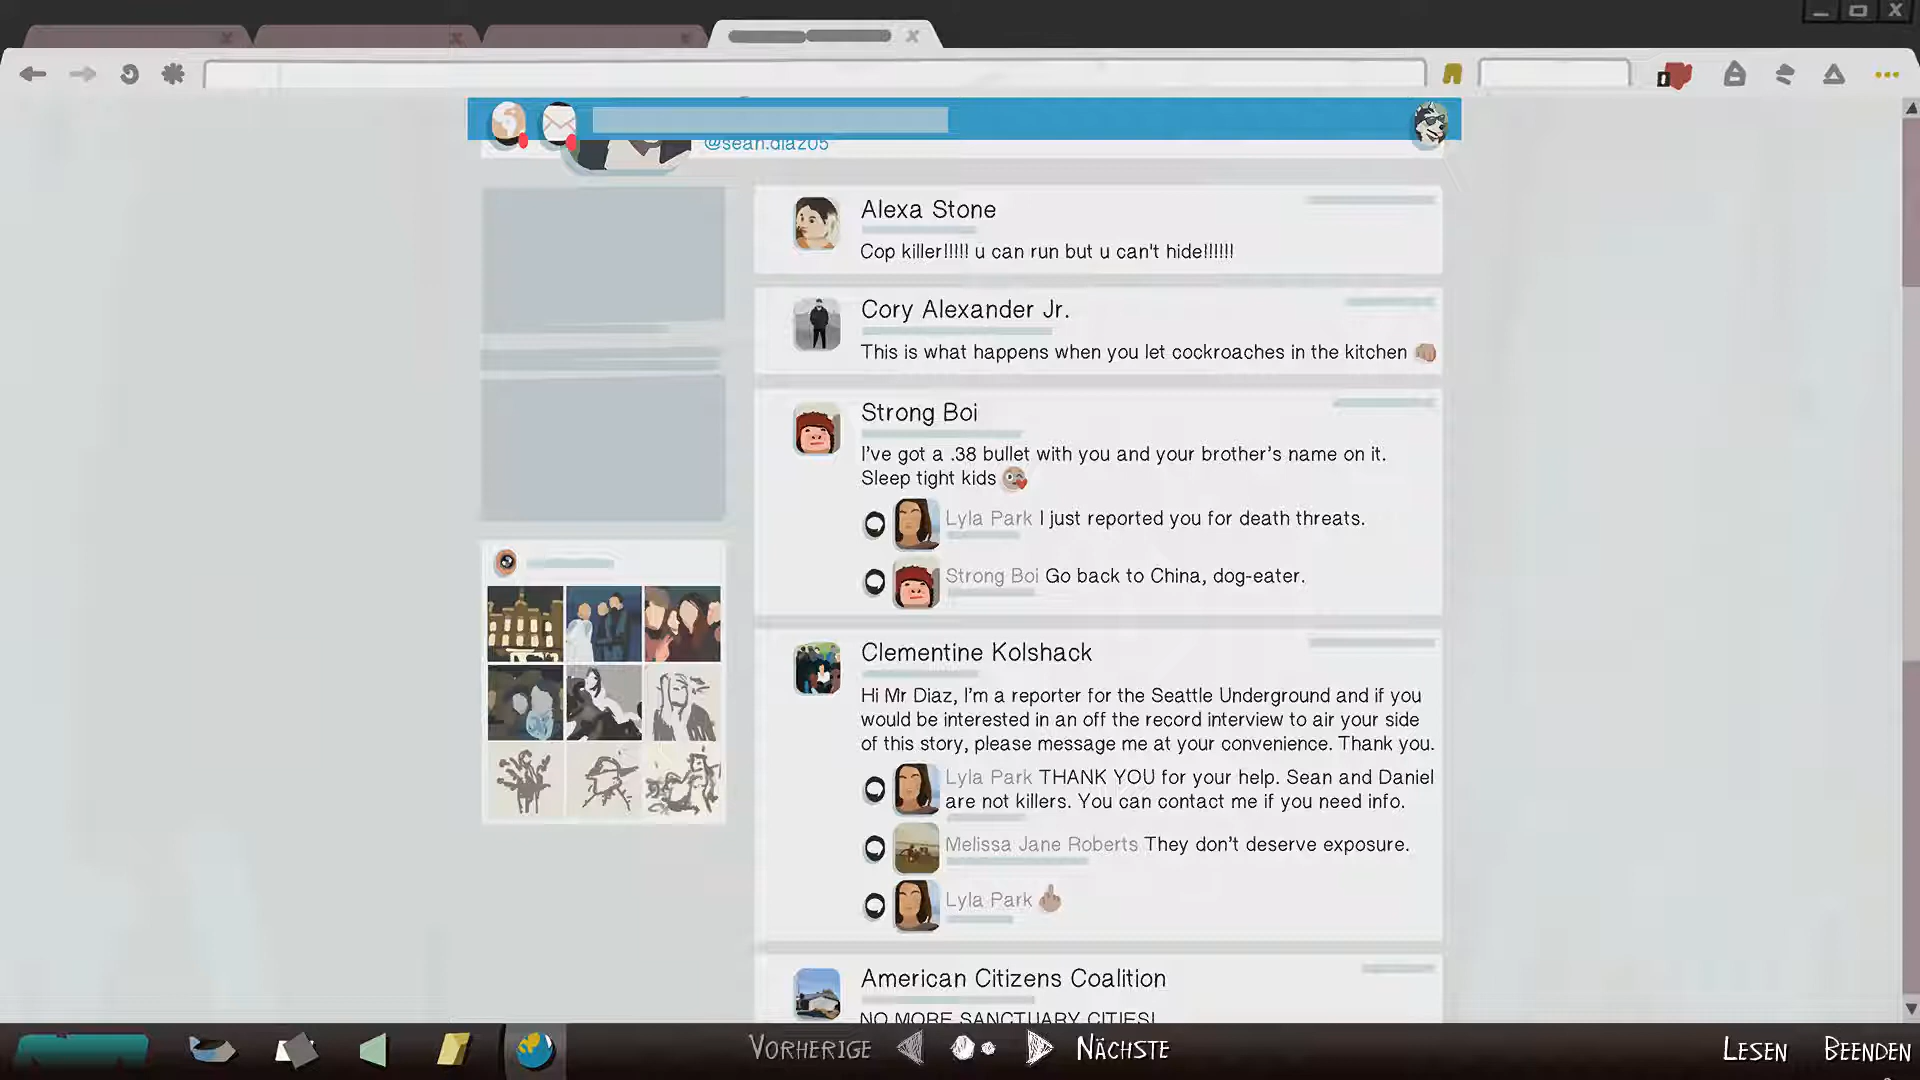 @sean.diaz05
Alexa Stone
Cop killer!!!!! u can run but u can't hide!!!!!!
Cory Alexander Jr.
This is what happens when you let cockroaches in the kitchen
Strong Boi
I've got a .38 bullet with you and your brother's name on it.
Sleep tight kids
Lyla Park I just reported you for death threats.
Strong Boi Go back to China, dog-eater.
Clementine Kolshack
Hi Mr Diaz, I'm a reporter for the Seattle Underground and if you
would be interested in an off the record interview to air your side
of this story, please message me at your convenience. Thank you.
Lyla Park THANK YOU for your help. Sean and Daniel
are not killers. You can contact me if you need info.
Melissa Jane Roberts They don't deserve exposure.
Lyla Park
American Citizens Coalition
NO MORE SANCTUARY CITIES!
VORHERIGE
NÄCHSTE
LESEN
BEENDEN